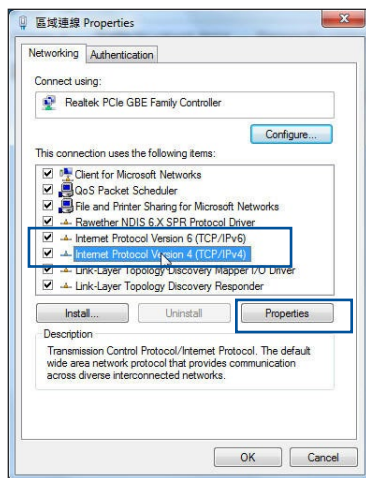 區域連線 Properties
Networking Authentication
Connect using:
Realtek PCIe GBE Family Controller
Configure...
This connection uses the following items:
Client for Microsoft Networks
QoS Packet Scheduler
File and Printer Sharing for Microsoft Networks
Rawether NDIS 6.X SPR Protocol Driver
Internet Protocol Version 6 (TCP/IPv6)
Internet Protocol Version 4 (TCP/IPv4)
Link-Layer Topology Discovery Mapper I/O Driver
Link-Layer Topology Discovery Responder
Install... Uninstall Properties
Description
Transmission Control Protocol/Internet Protocol. The default
wide area network protocol that provides communication
across diverse interconnected networks.
OK Cancel